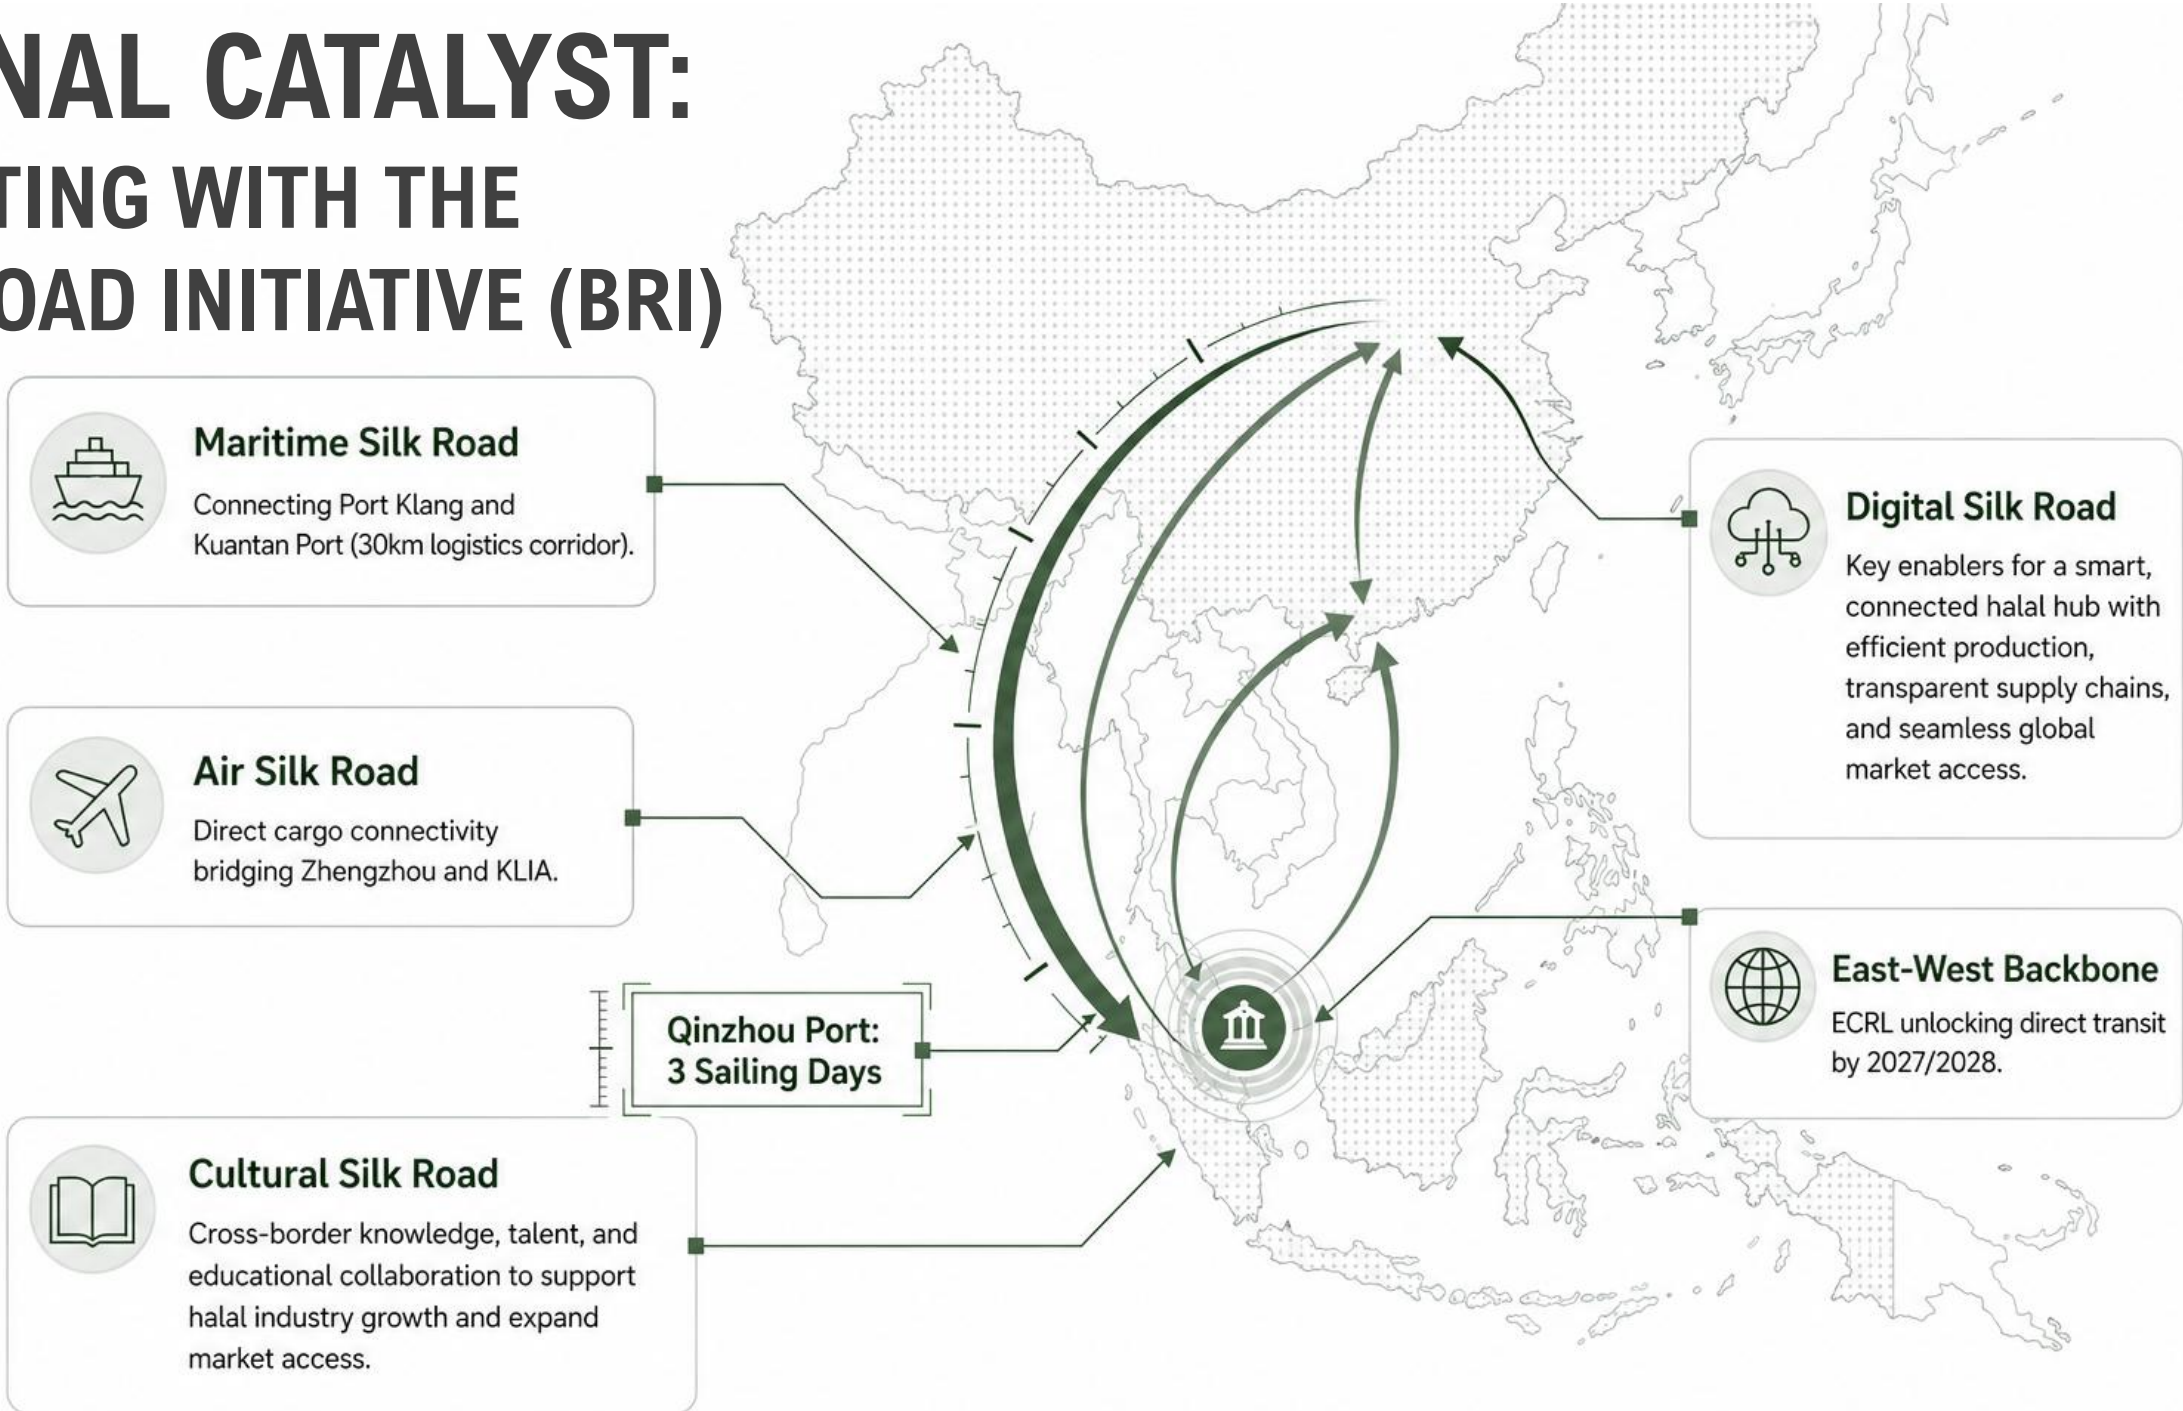 NAL CATALYST:
TING WITH THE
OAD INITIATIVE (BRI)
Maritime Silk Road
Connecting Port Klang and
Kuantan Port (30km logistics corridor).
Air Silk Road
Direct cargo connectivity
bridging Zhengzhou and KLIA.
Qinzhou Port:
3 Sailing Days
Cultural Silk Road
Cross-border knowledge, talent, and
educational collaboration to support
halal industry growth and expand
market access.
Digital Silk Road
Key enablers for a smart,
connected halal hub with
efficient production,
transparent supply chains,
and seamless global
market access.
East-West Backbone
ECRL unlocking direct transit
by 2027/2028.